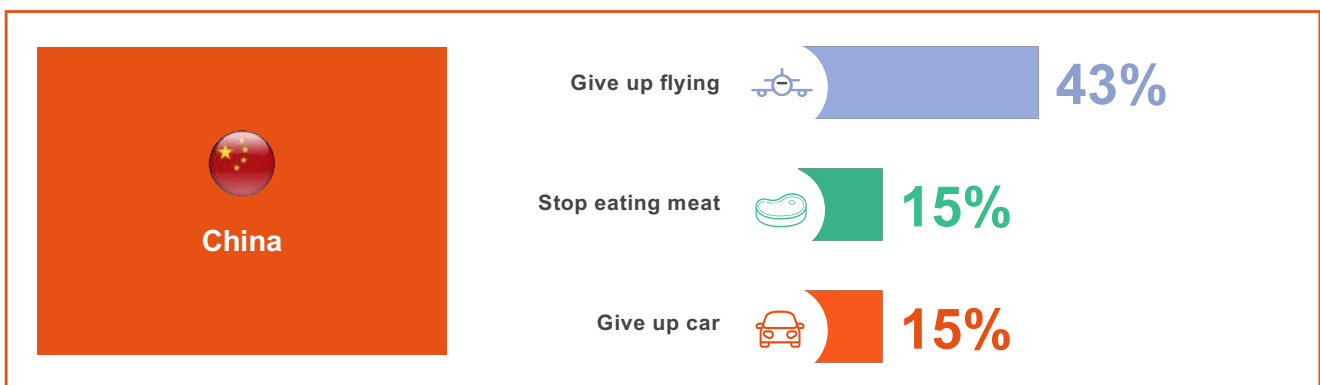 China
Give up flying
43%
Stop eating meat
15%
Give up car
15%